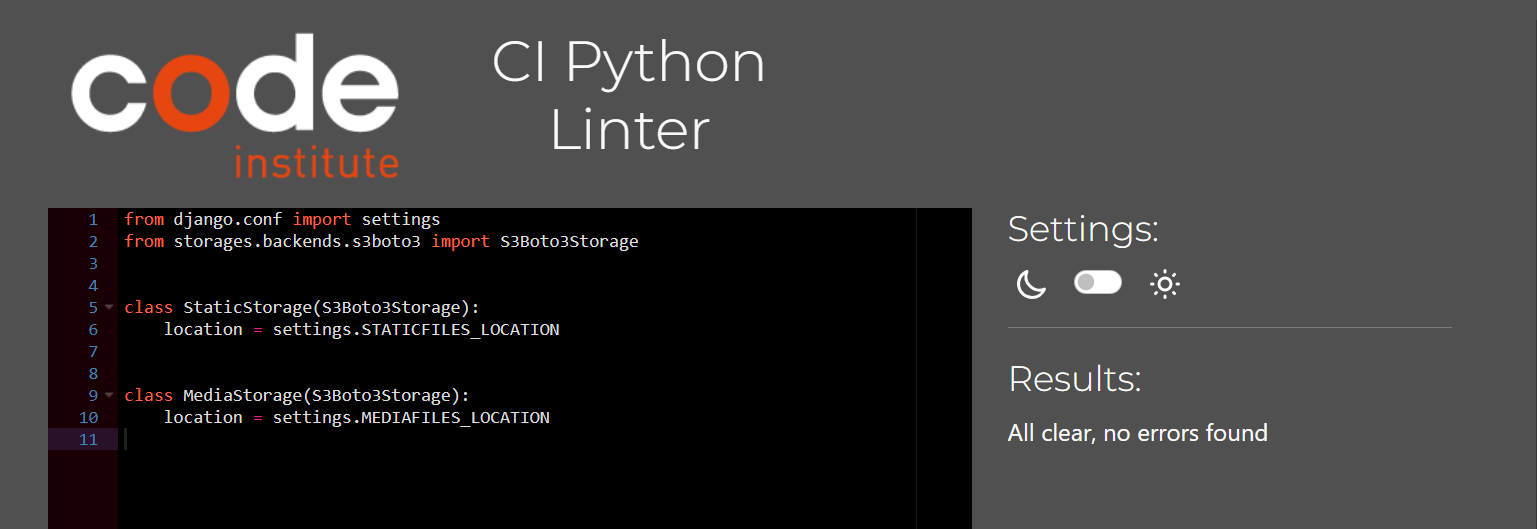 code
institute
CI Python
Linter
1 from django.conf import settings
2 from storages.backends.s3boto3 import S3Boto3Storage
3
4
5 class StaticStorage(S3Boto3Storage):
6     location = settings.STATICFILES_LOCATION
7
8
9 class MediaStorage(S3Boto3Storage):
10     location = settings.MEDIAFILES_LOCATION
11
Settings:
Results:
All clear, no errors found